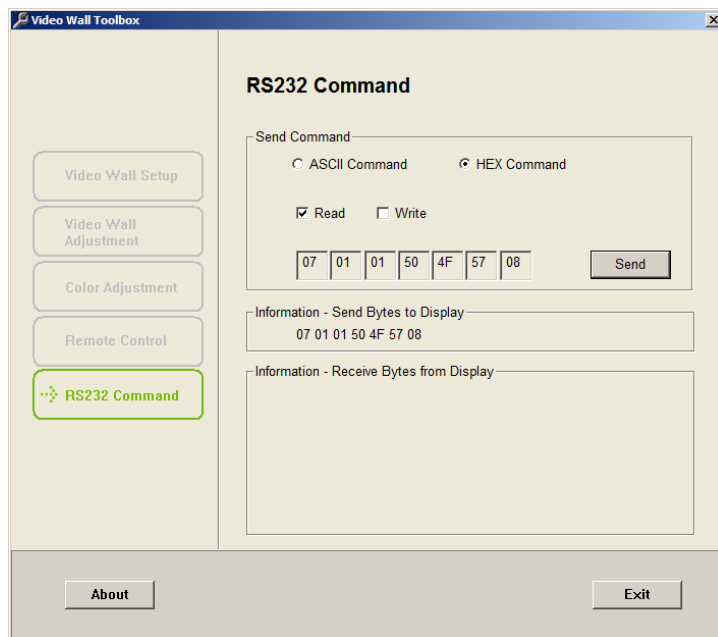 Video Wall Toolbox
Video Wall Setup
Video Wall
Adjustment
Color Adjustment
Remote Control
RS232 Command
RS232 Command
Send Command
ASCII Command HEX Command
Read Write
07 01 01 50 4F 57 08 Send
Information - Send Bytes to Display
07 01 01 50 4F 57 08
Information - Receive Bytes from Display
About Exit